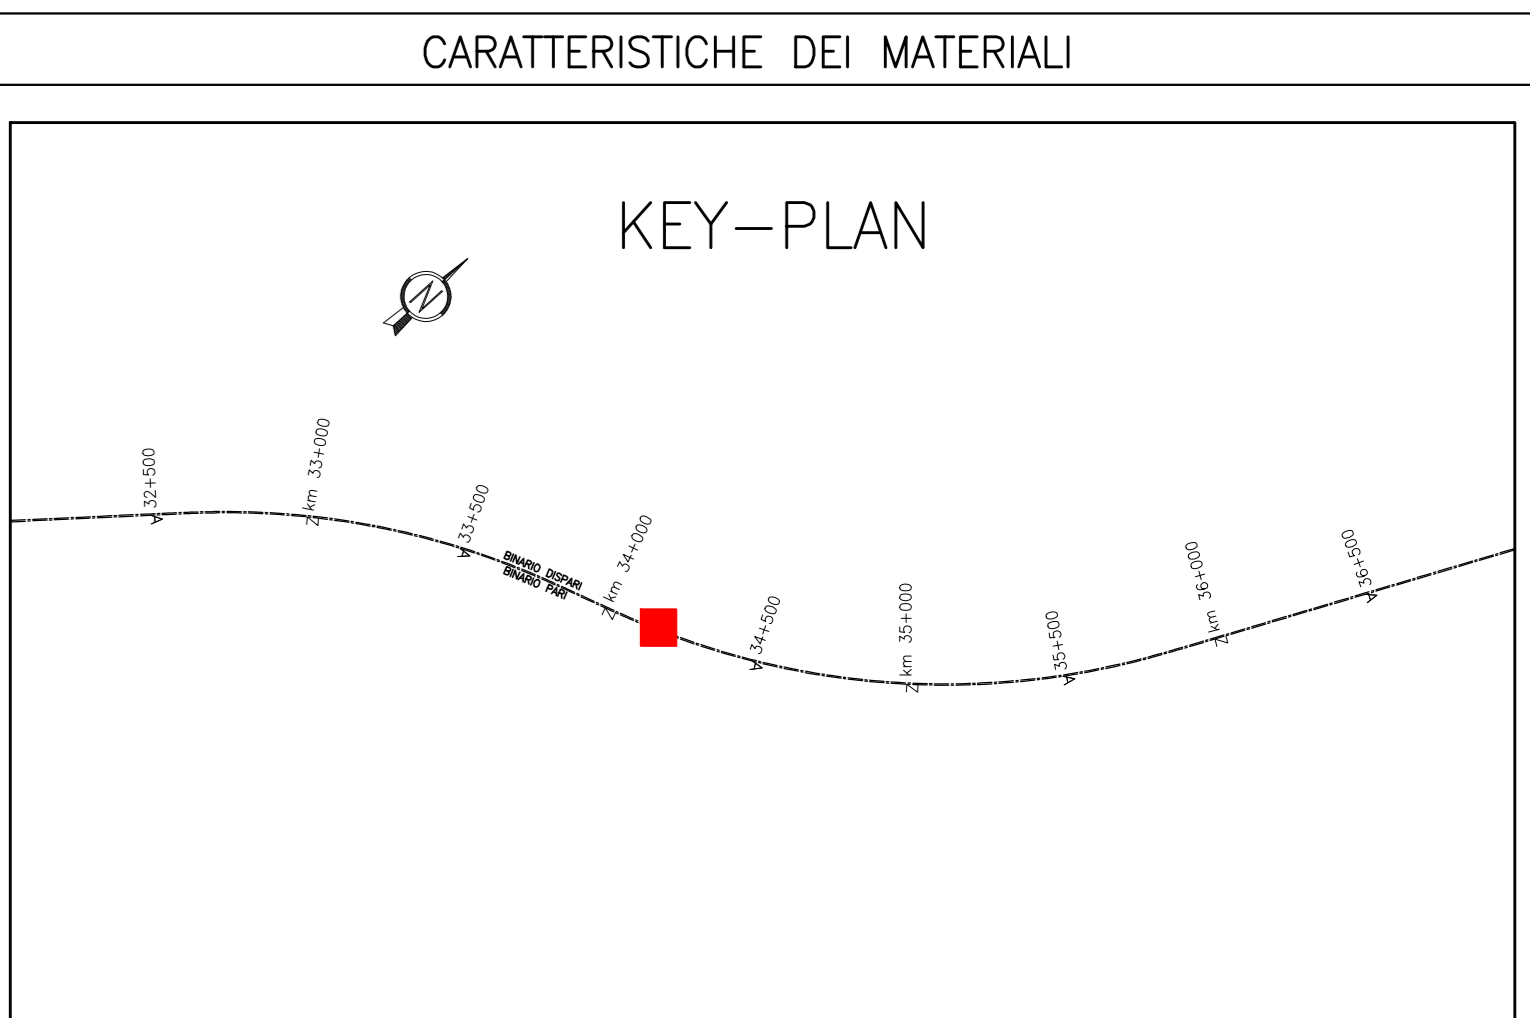 CARATTERISTICHE DEI MATERIALI
KEY-PLAN
N
32+500
km 33+000
33+500
BINARIO DISPARI
BINARIO PARI
km 34+000
34+500
km 35+000
35+500
km 36+000
36+500